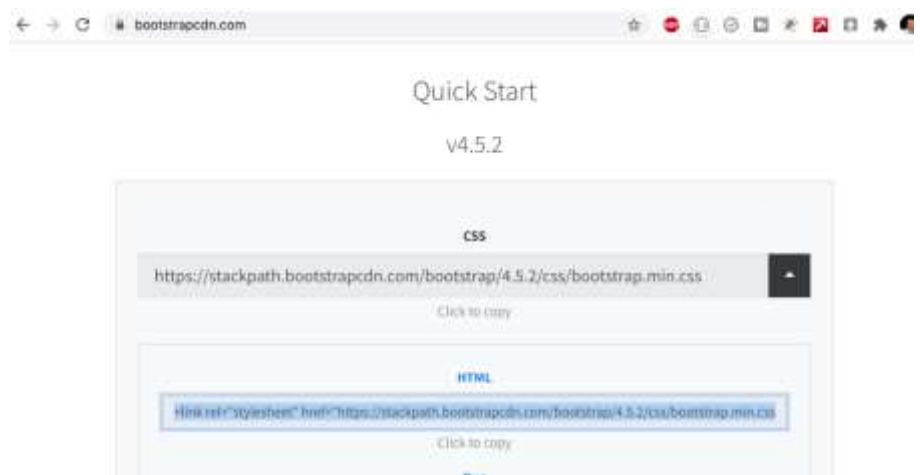 bootstrapcdn.com
Quick Start
v4.5.2
CSS
https://stackpath.bootstrapcdn.com/bootstrap/4.5.2/css/bootstrap.min.css
Click to copy
HTML
<link rel="stylesheet" href="https://stackpath.bootstrapcdn.com/bootstrap/4.5.2/css/bootstrap.min.css
Click to copy